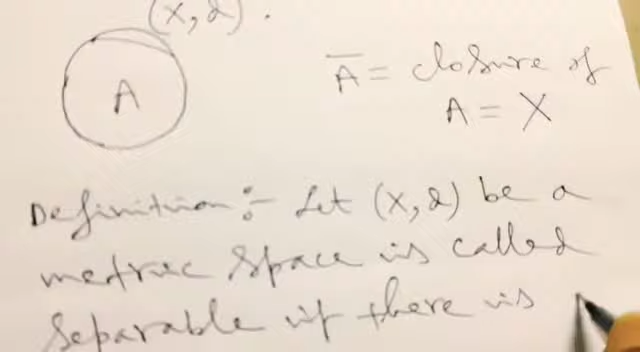 (X, d).
A
A̅ = closure of
A = X
Definition :- Let (X, d) be a
metric space is called
separable if there is